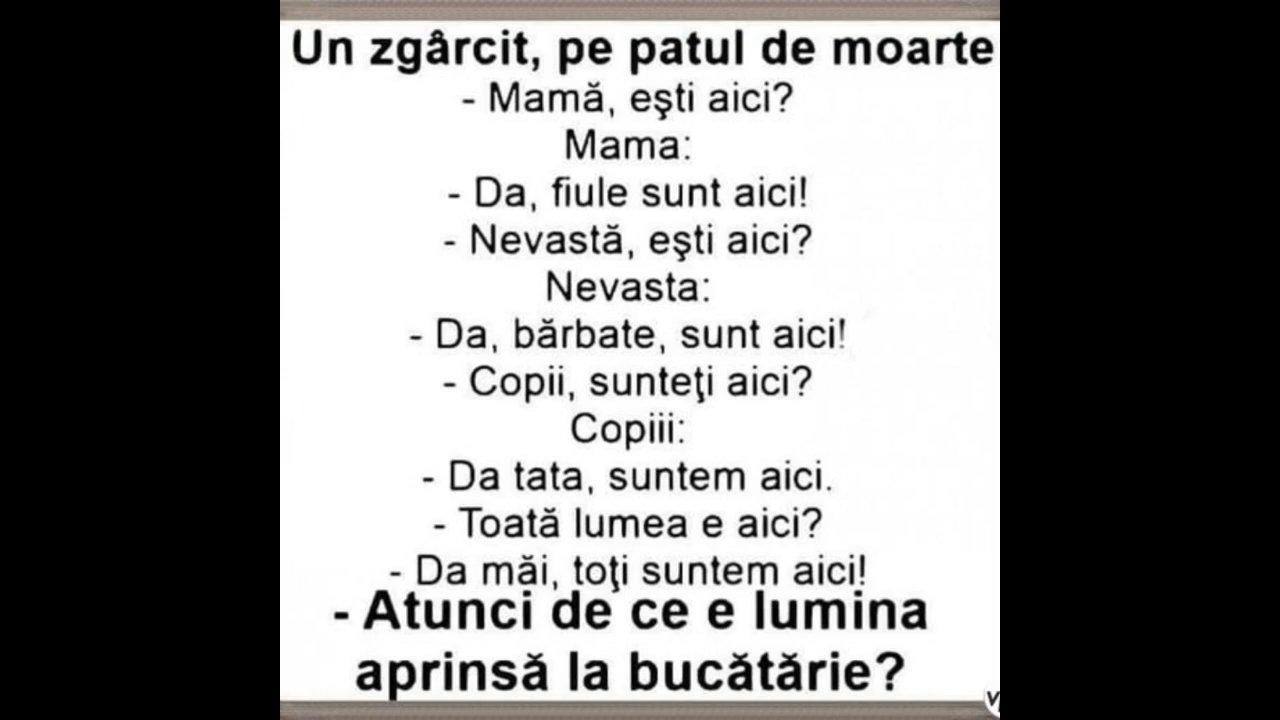 Un zgârcit, pe patul de moarte
- Mamă, eşti aici?
Mama:
- Da, fiule sunt aici!
- Nevastă, eşti aici?
Nevasta:
- Da, bărbate, sunt aici!
- Copii, sunteţi aici?
Copiii:
- Da tata, suntem aici.
- Toată lumea e aici?
- Da măi, toţi suntem aici!
- Atunci de ce e lumina
aprinsă la bucătărie?